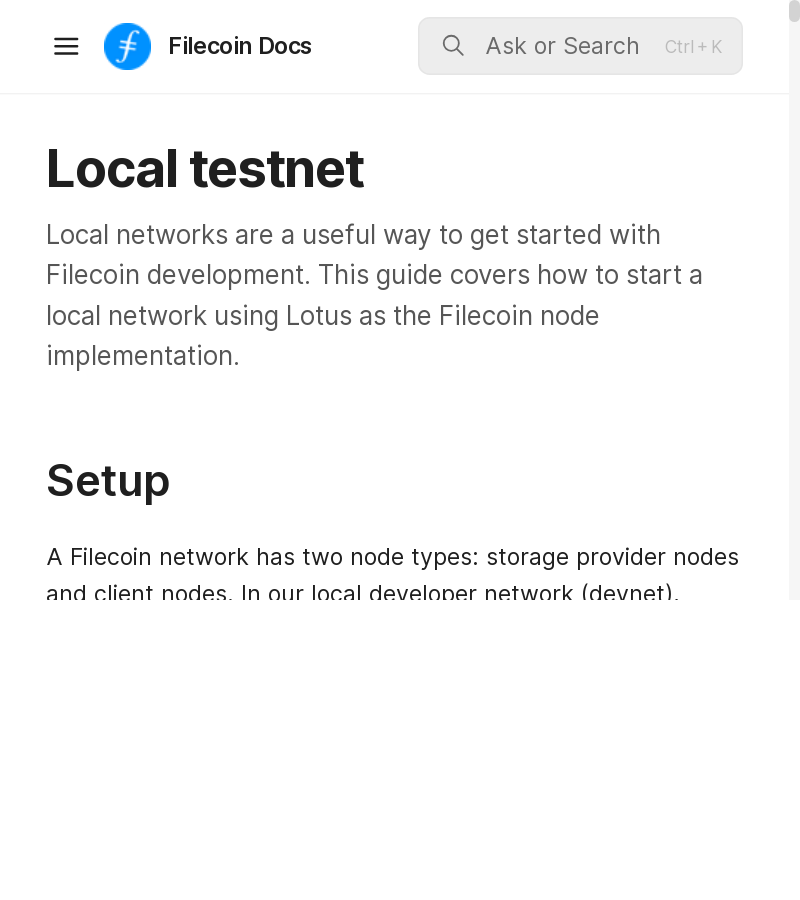 Filecoin Docs
Ask or Search
Ctrl + K
Local testnet
Local networks are a useful way to get started with
Filecoin development. This guide covers how to start a
local network using Lotus as the Filecoin node
implementation.
Setup
A Filecoin network has two node types: storage provider nodes
and client nodes. In our local developer network (devnet),